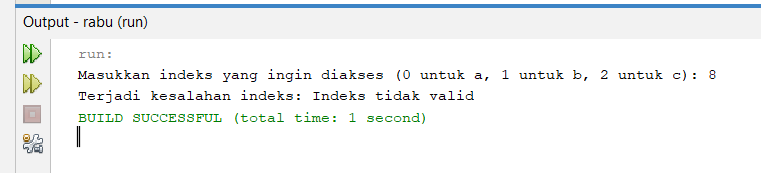 Output - rabu (run)
run:
Masukkan indeks yang ingin diakses (0 untuk a, 1 untuk b, 2 untuk c): 8
Terjadi kesalahan indeks: Indeks tidak valid
BUILD SUCCESSFUL (total time: 1 second)